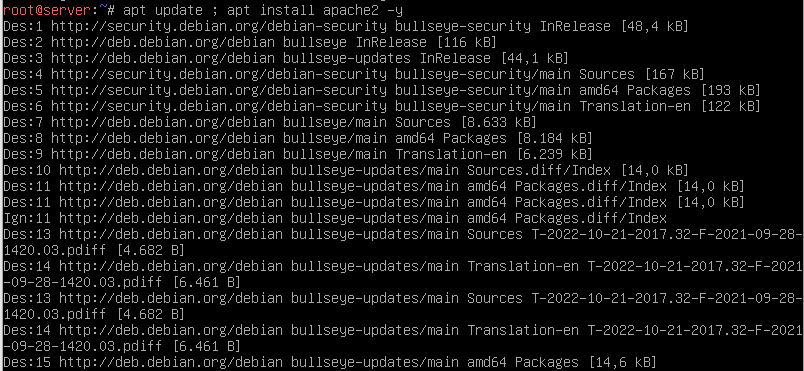 root@server:~# apt update ; apt install apache2 -y
Des:1 http://security.debian.org/debian-security bullseye-security InRelease [48,4 kB]
Des:2 http://deb.debian.org/debian bullseye InRelease [116 kB]
Des:3 http://deb.debian.org/debian bullseye-updates InRelease [44,1 kB]
Des:4 http://security.debian.org/debian-security bullseye-security/main Sources [167 kB]
Des:5 http://security.debian.org/debian-security bullseye-security/main amd64 Packages [193 kB]
Des:6 http://security.debian.org/debian-security bullseye-security/main Translation-en [122 kB]
Des:7 http://deb.debian.org/debian bullseye/main Sources [8.633 kB]
Des:8 http://deb.debian.org/debian bullseye/main amd64 Packages [8.184 kB]
Des:9 http://deb.debian.org/debian bullseye/main Translation-en [6.239 kB]
Des:10 http://deb.debian.org/debian bullseye-updates/main Sources.diff/Index [14,0 kB]
Des:11 http://deb.debian.org/debian bullseye-updates/main amd64 Packages.diff/Index [14,0 kB]
Des:11 http://deb.debian.org/debian bullseye-updates/main amd64 Packages.diff/Index [14,0 kB]
Ign:11 http://deb.debian.org/debian bullseye-updates/main amd64 Packages.diff/Index
Des:13 http://deb.debian.org/debian bullseye-updates/main Sources T-2022-10-21-2017.32-F-2021-09-28-
1420.03.pdiff [4.682 B]
Des:14 http://deb.debian.org/debian bullseye-updates/main Translation-en T-2022-10-21-2017.32-F-2021
-09-28-1420.03.pdiff [6.461 B]
Des:13 http://deb.debian.org/debian bullseye-updates/main Sources T-2022-10-21-2017.32-F-2021-09-28-
1420.03.pdiff [4.682 B]
Des:14 http://deb.debian.org/debian bullseye-updates/main Translation-en T-2022-10-21-2017.32-F-2021
-09-28-1420.03.pdiff [6.461 B]
Des:15 http://deb.debian.org/debian bullseye-updates/main amd64 Packages [14,6 kB]